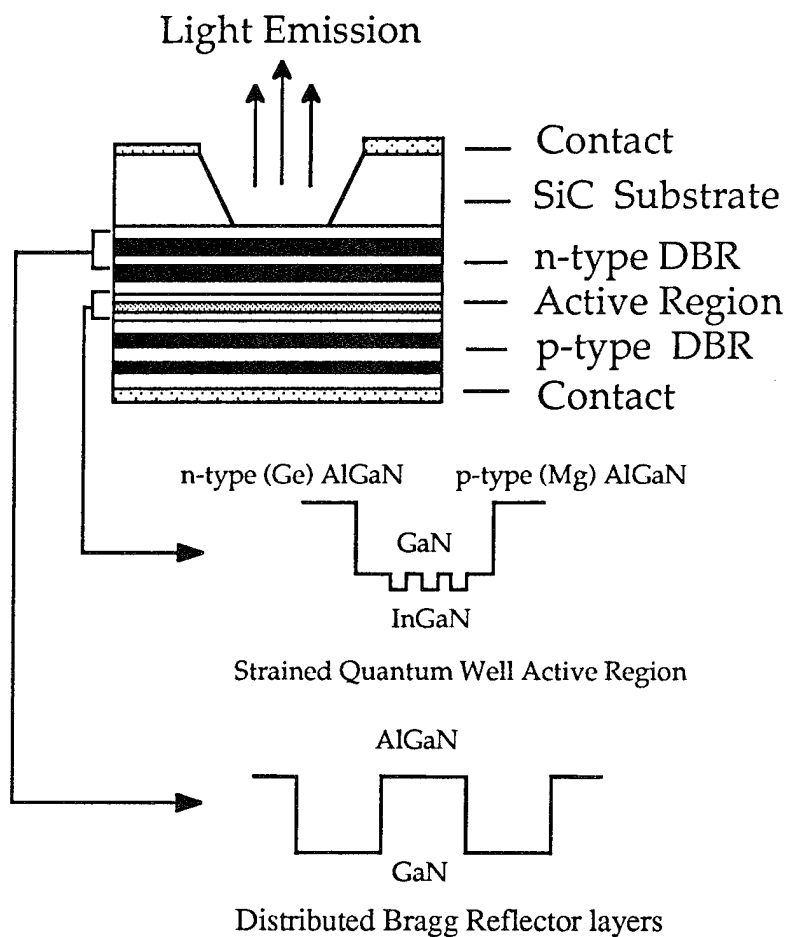 Light Emission
Contact
SiC Substrate
n-type DBR
Active Region
p-type DBR
Contact
n-type (Ge) AlGaN p-type (Mg) AlGaN
GaN
InGaN
Strained Quantum Well Active Region
AlGaN
GaN
Distributed Bragg Reflector layers